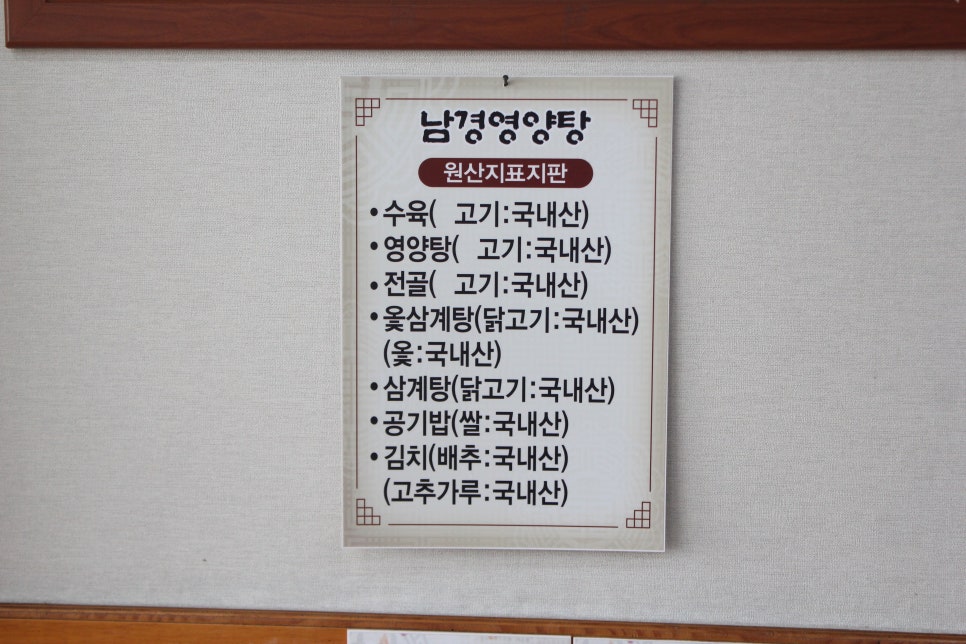 남경영양탕
원산지표지판
•수육( 고기:국내산)
•영양탕( 고기:국내산)
•전골( 고기:국내산)
•옻삼계탕(닭고기:국내산)
(옻:국내산)
•삼계탕(닭고기:국내산)
•공기밥(쌀:국내산)
•김치(배추:국내산)
(고추가루:국내산)